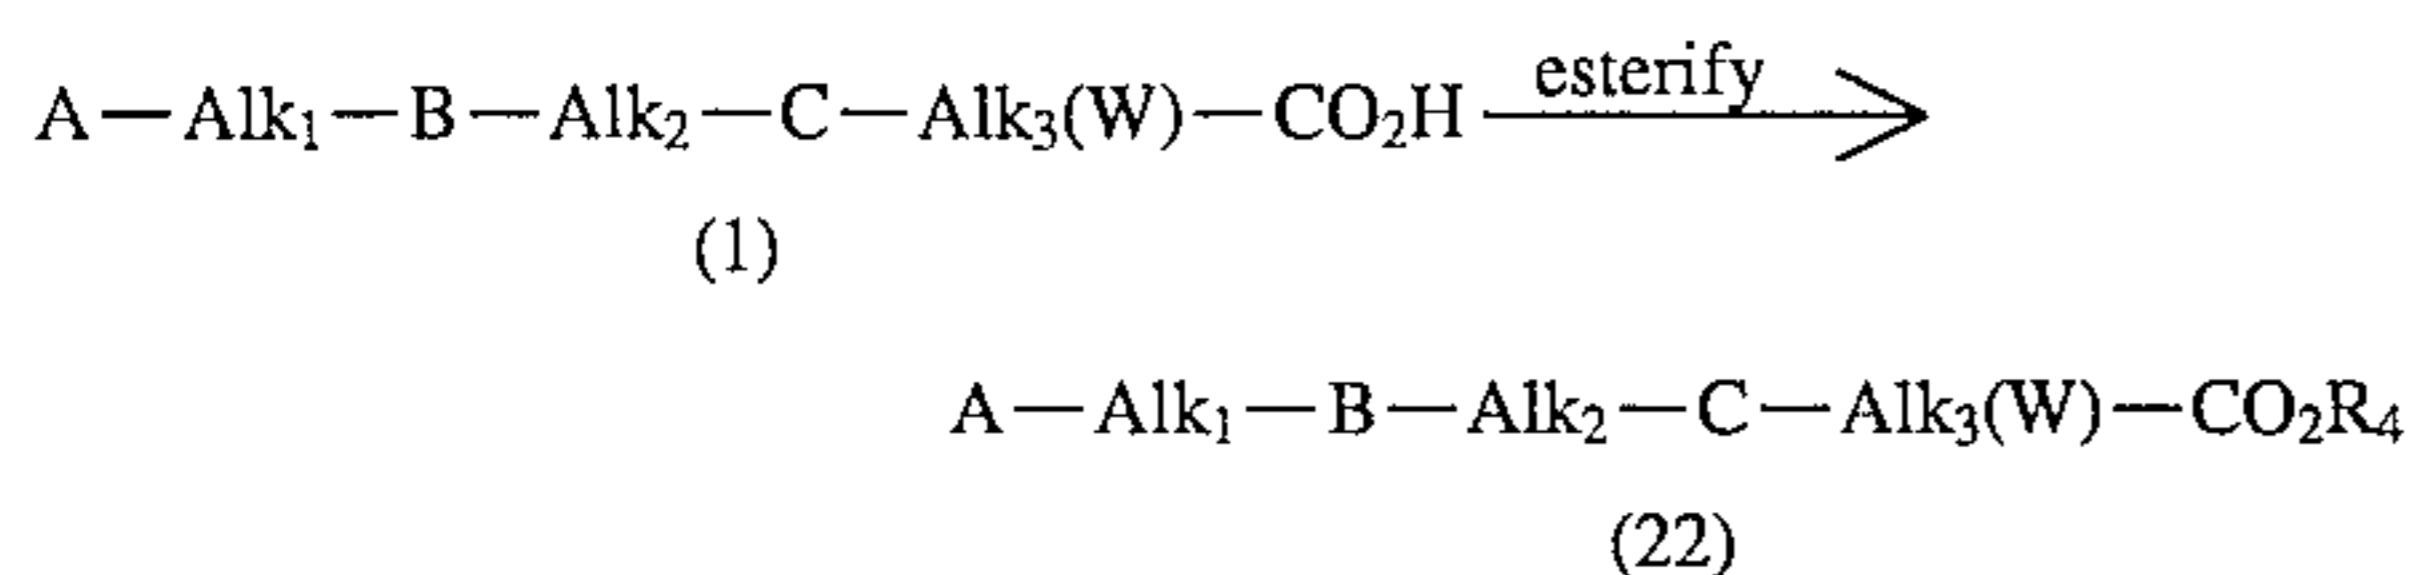 A—Alk₁—B—Alk₂—C—Alk₃(W)—CO₂H esterify
(1)
A—Alk₁—B—Alk₂—C—Alk₃(W)—CO₂R₄
(22)